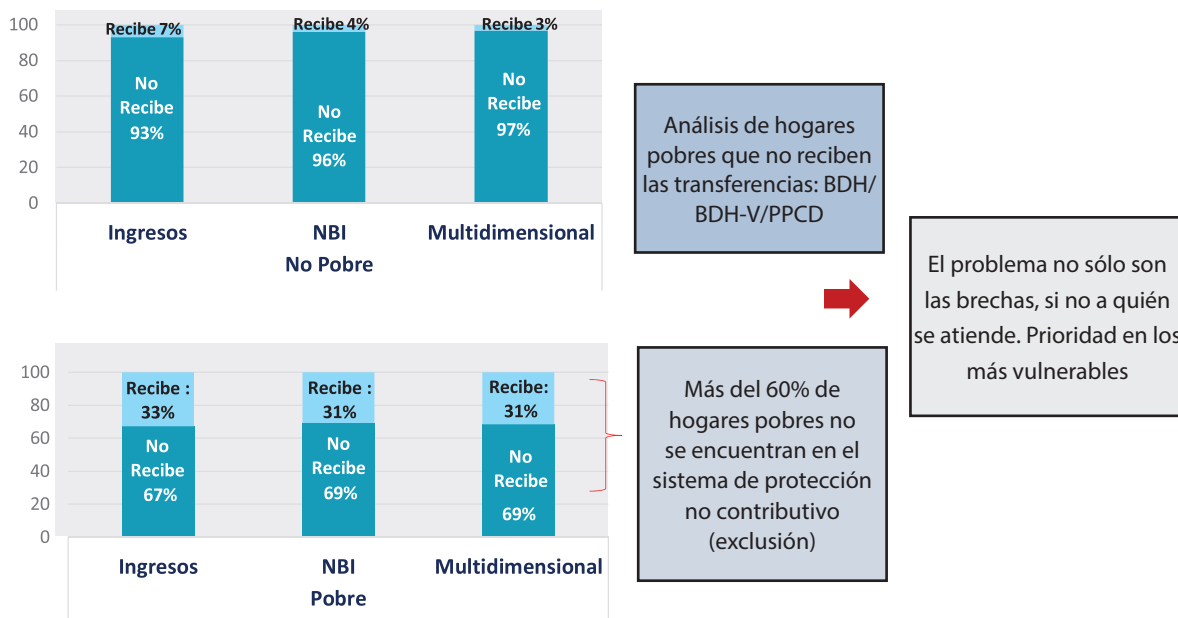 100
80
60
40
20
0
Recibe 7%
Recibe 4%
Recibe 3%
No
Recibe
93%
No
Recibe
96%
No
Recibe
97%
Ingresos
NBI
Multidimensional
No Pobre
Análisis de hogares
pobres que no reciben
las transferencias: BDH/
BDH-V/PPCD
El problema no sólo son
las brechas, si no a quién
se atiende. Prioridad en los
más vulnerables
100
80
60
40
20
0
Recibe :
33%
Recibe :
31%
Recibe:
31%
No
Recibe
67%
No
Recibe
69%
No
Recibe
69%
Ingresos
NBI
Multidimensional
Pobre
Más del 60% de
hogares pobres no
se encuentran en el
sistema de protección
no contributivo
(exclusión)